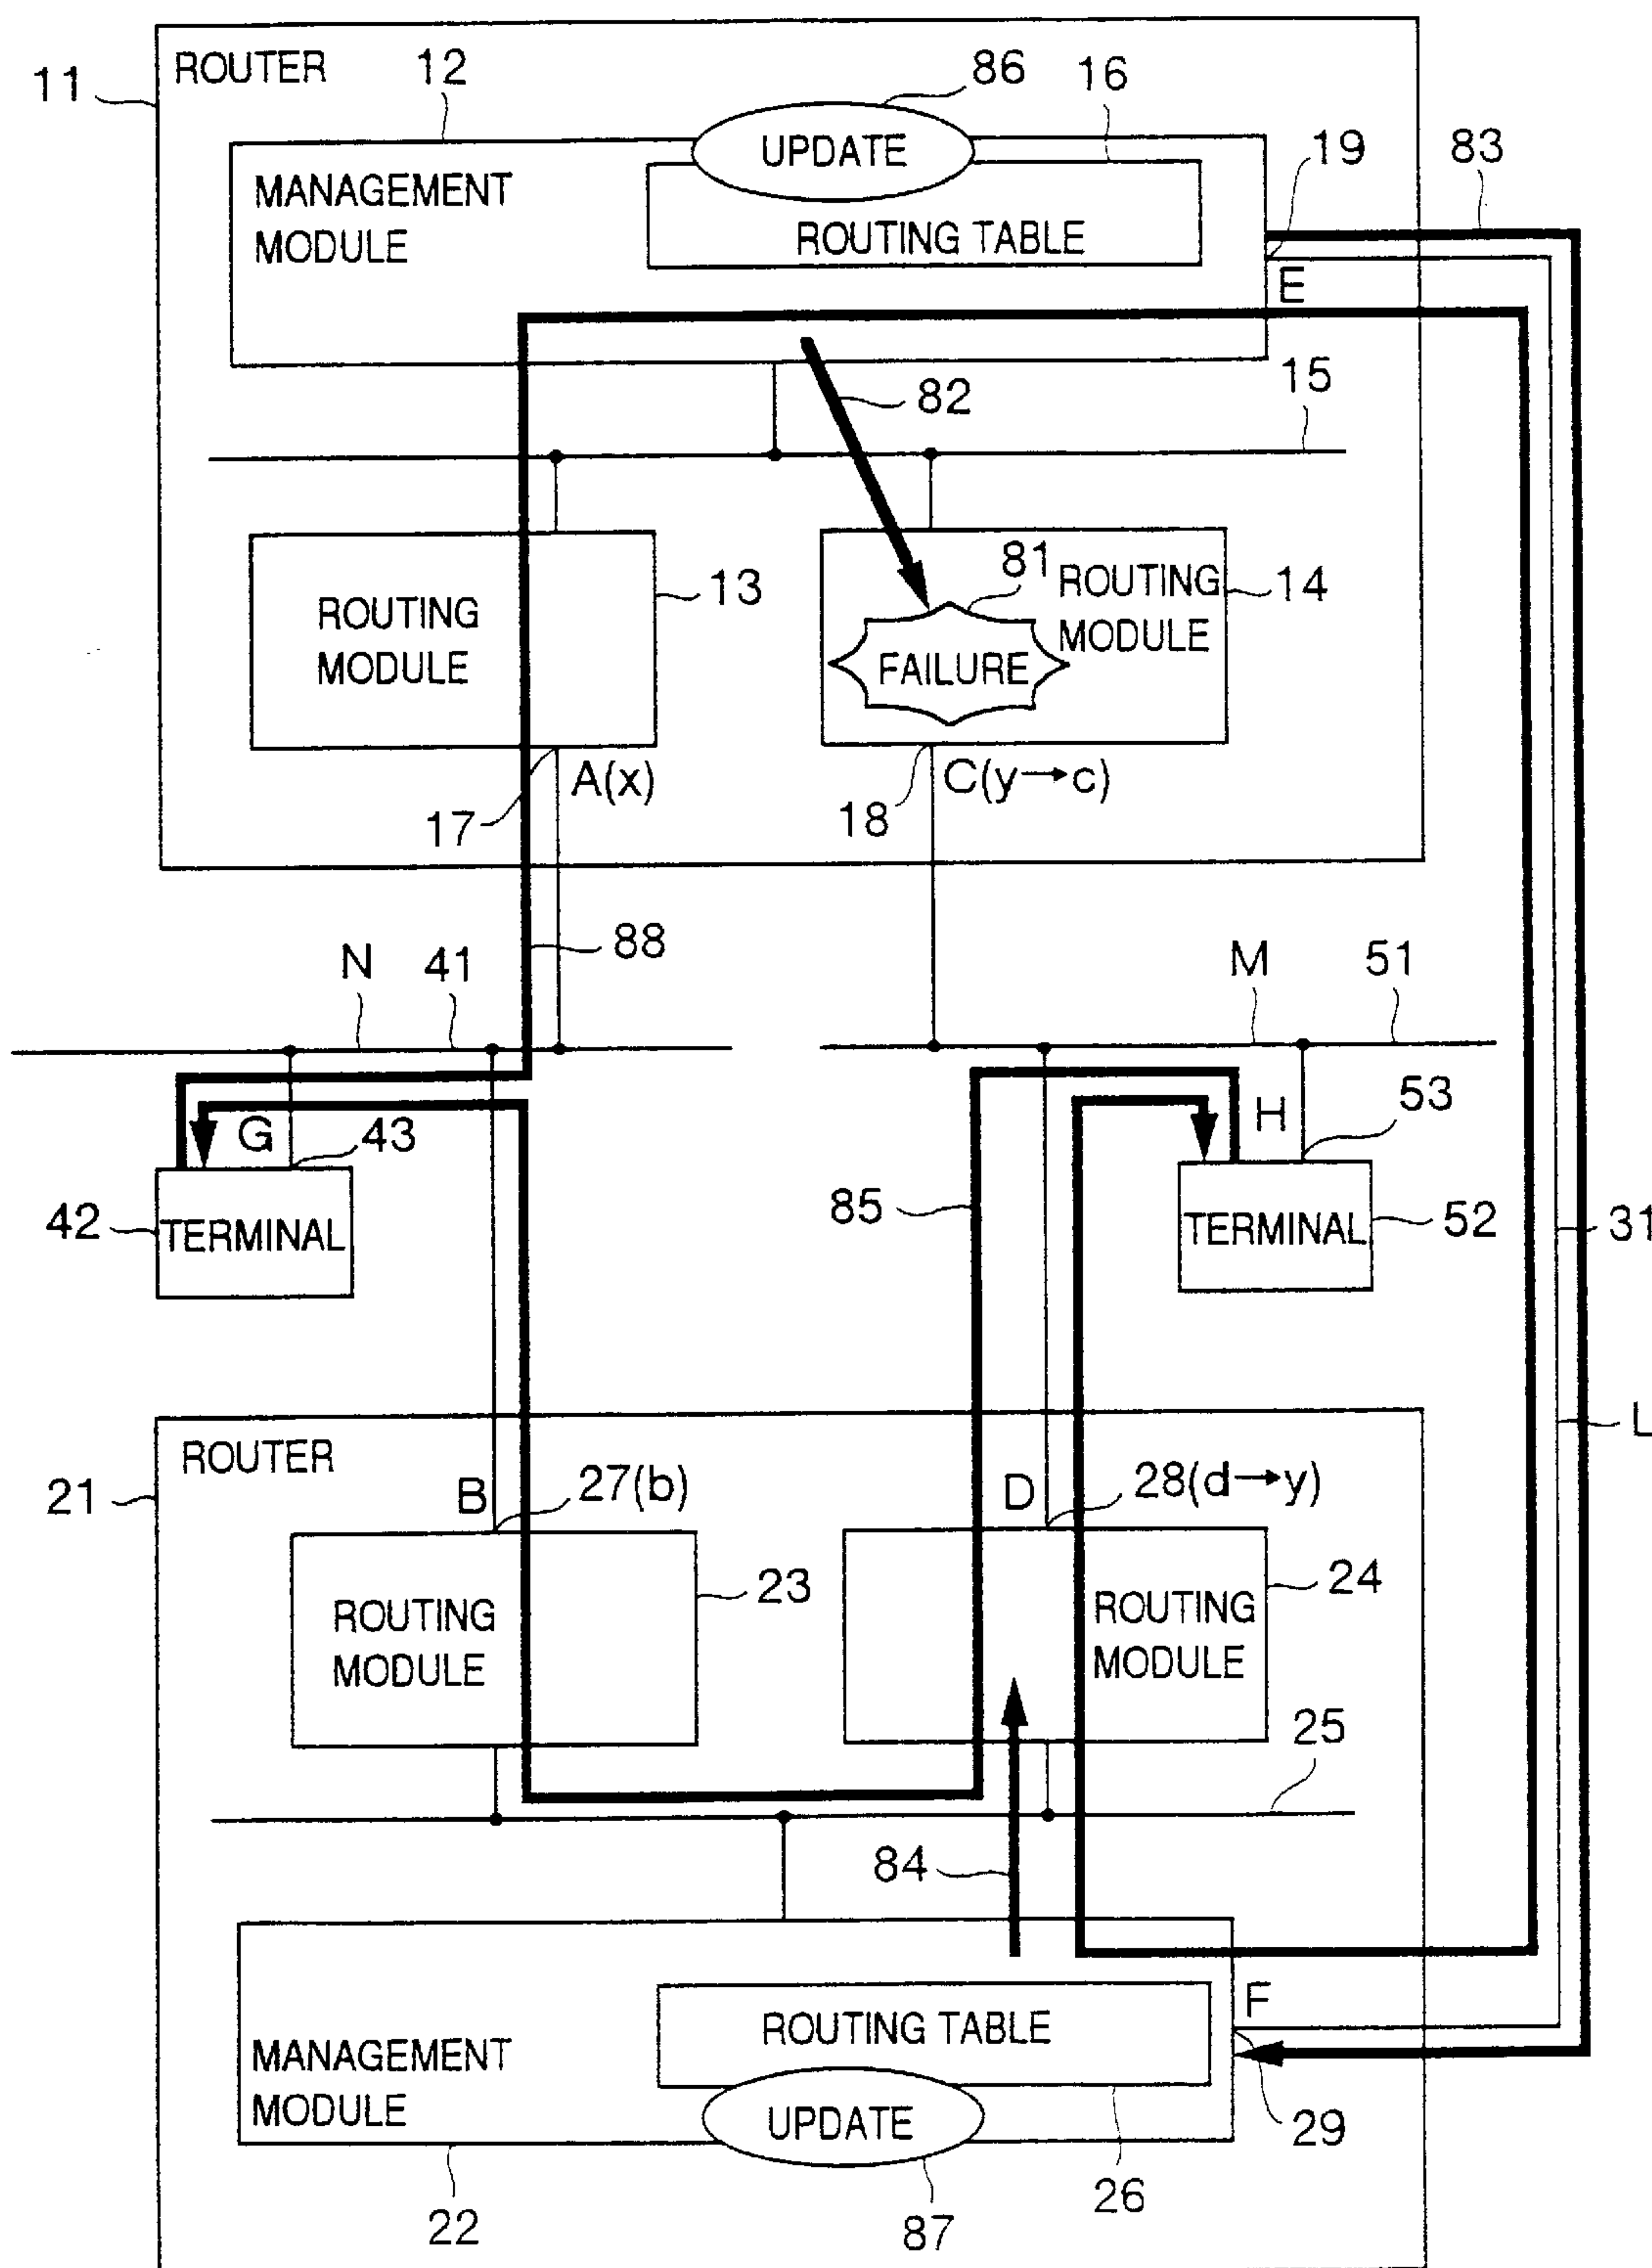 ROUTER
11
12
86
16
UPDATE
19
83
MANAGEMENT
MODULE
ROUTING TABLE
E
15
82
81
ROUTING
MODULE
13
14
ROUTING
MODULE
FAILURE
A(x)
C(y→c)
17
18
88
N
41
M
51
G
43
H
53
42
TERMINAL
85
TERMINAL
52
31
L
ROUTER
21
B
27(b)
D
28(d→y)
23
24
ROUTING
MODULE
ROUTING
MODULE
25
84
F
ROUTING TABLE
MANAGEMENT
MODULE
UPDATE
29
26
22
87